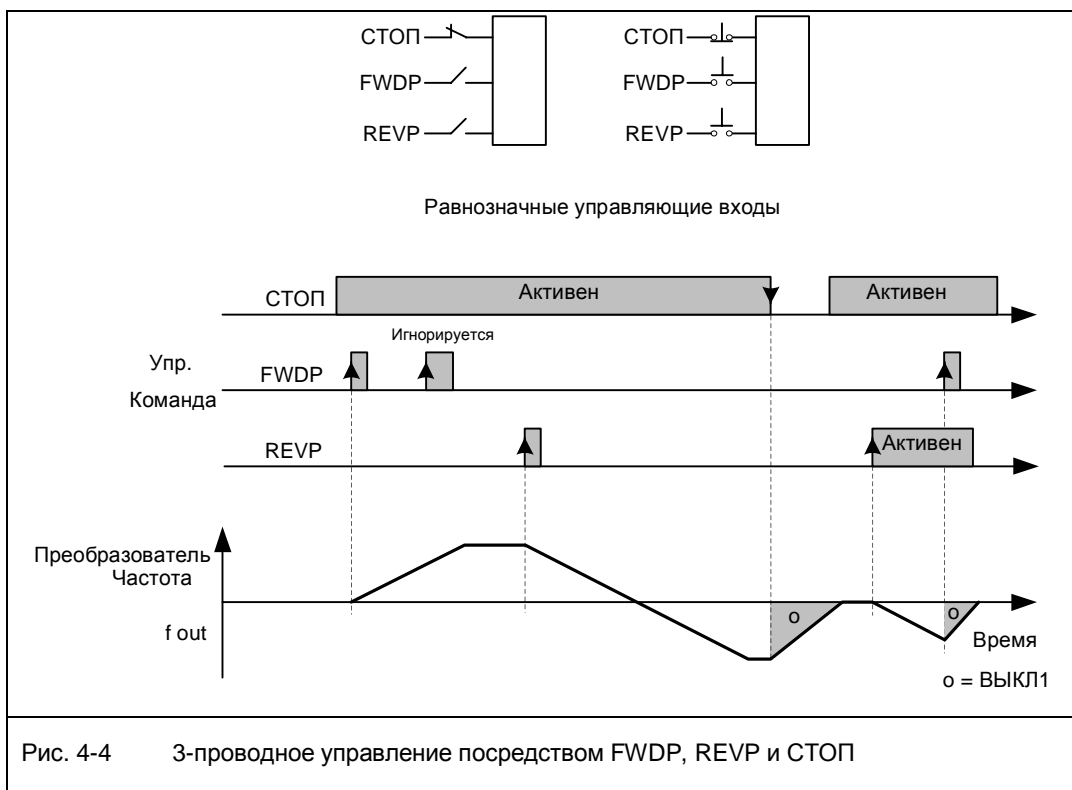 СТОП
FWDP
REVP
СТОП
FWDP
REVP
Равнозначные управляющие входы
СТОП
Активен
Активен
Игнорируется
Упр.
Команда
FWDP
REVP
Активен
Преобразователь
Частота
f out
o
o
Время
o = ВЫКЛ1
Рис. 4-4 3-проводное управление посредством FWDP, REVP и СТОП